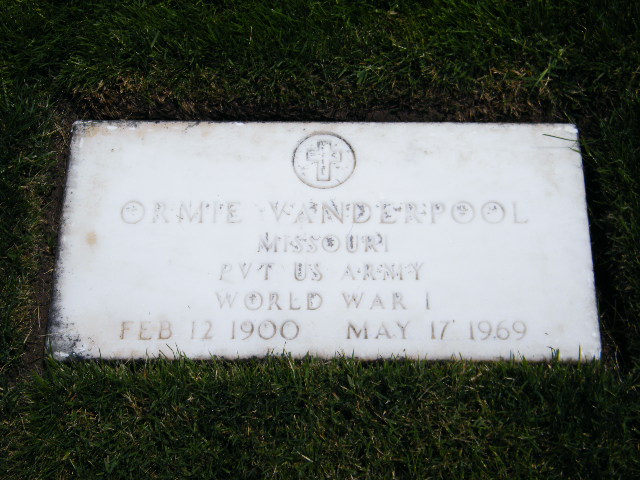 ORMIE VANDERPOOL
MISSOURI
PVT US ARMY
WORLD WAR I
FEB 12 1900 MAY 17 1969